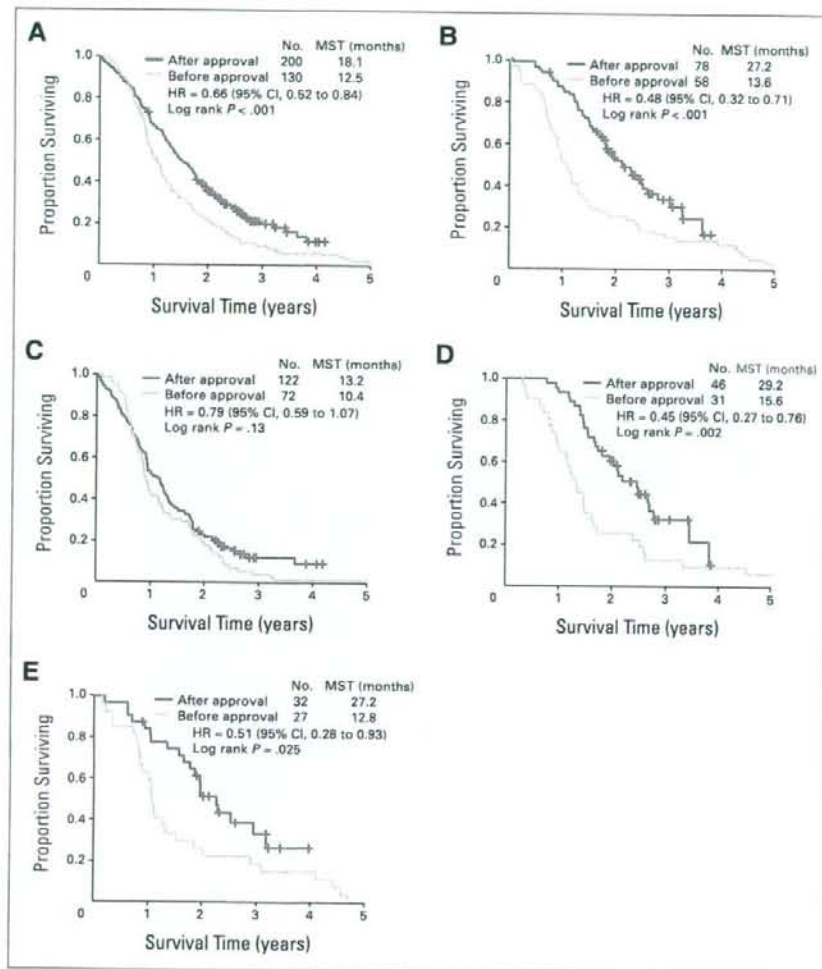 A
No. MST (months)
After approval 200 18.1
Before approval 130 12.5
HR = 0.66 (95% CI, 0.52 to 0.84)
Log rank P < .001
Proportion Surviving
1.0
0.8
0.6
0.4
0.2
0 1 2 3 4 5
Survival Time (years)
B
No. MST (months)
After approval 78 27.2
Before approval 58 13.6
HR = 0.48 (95% CI, 0.32 to 0.71)
Log rank P < .001
Proportion Surviving
1.0
0.8
0.6
0.4
0.2
0 1 2 3 4 5
Survival Time (years)
C
No. MST (months)
After approval 122 13.2
Before approval 72 10.4
HR = 0.79 (95% CI, 0.59 to 1.07)
Log rank P = .13
Proportion Surviving
1.0
0.8
0.6
0.4
0.2
0 1 2 3 4 5
Survival Time (years)
D
No. MST (months)
After approval 46 29.2
Before approval 31 15.6
HR = 0.45 (95% CI, 0.27 to 0.76)
Log rank P = .002
Proportion Surviving
1.0
0.8
0.6
0.4
0.2
0 1 2 3 4 5
Survival Time (years)
E
No. MST (months)
After approval 32 27.2
Before approval 27 12.8
HR = 0.51 (95% CI, 0.28 to 0.93)
Log rank P = .025
Proportion Surviving
1.0
0.8
0.6
0.4
0.2
0 1 2 3 4 5
Survival Time (years)